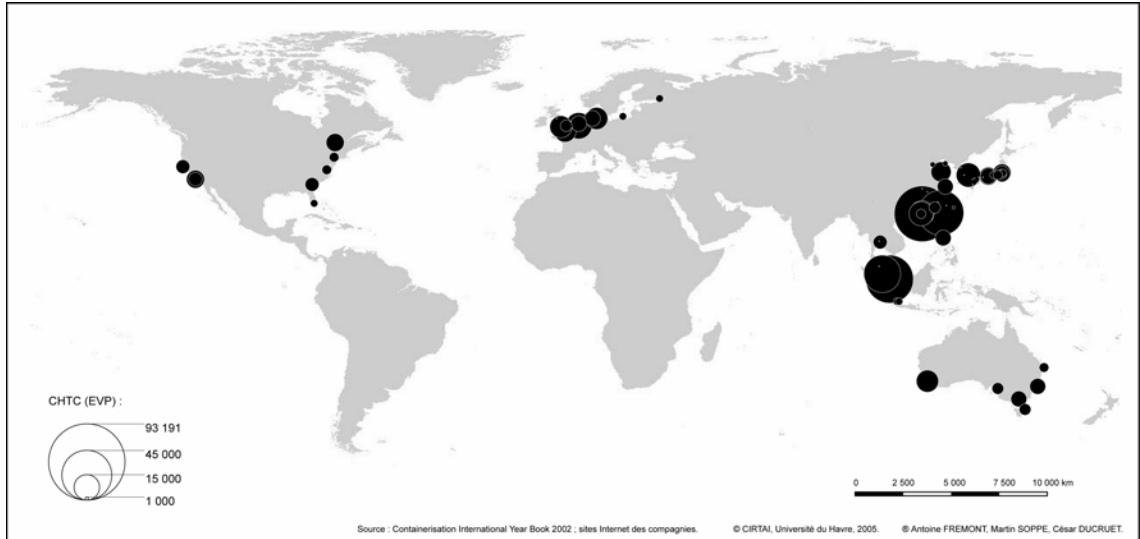 CHTC (EVP) :
93 191
45 000
15 000
1 000
0 2 500 5 000 7 500 10 000 km
Source : Containerisation International Year Book 2002 ; sites Internet des compagnies. © CIRTAI, Université du Havre, 2005. ® Antoine FREMONT, Martin SOPPE, César DUCRUET.